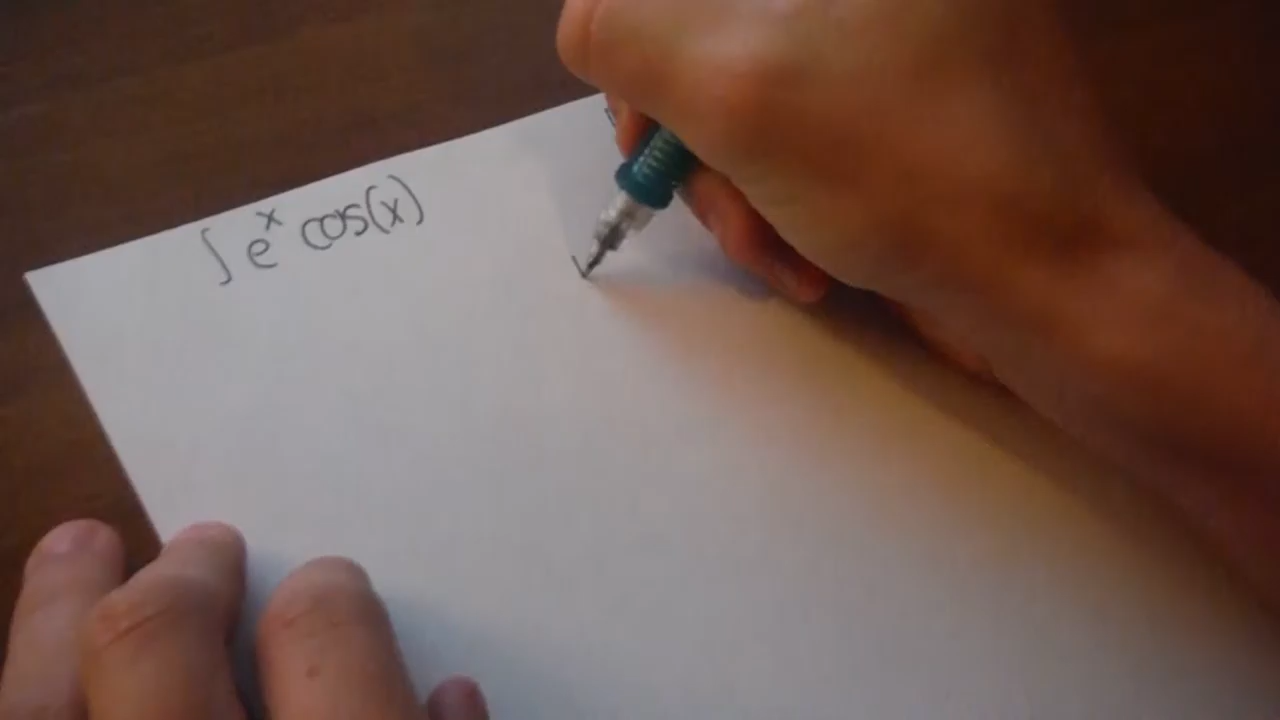 ∫ e^x cos(x)